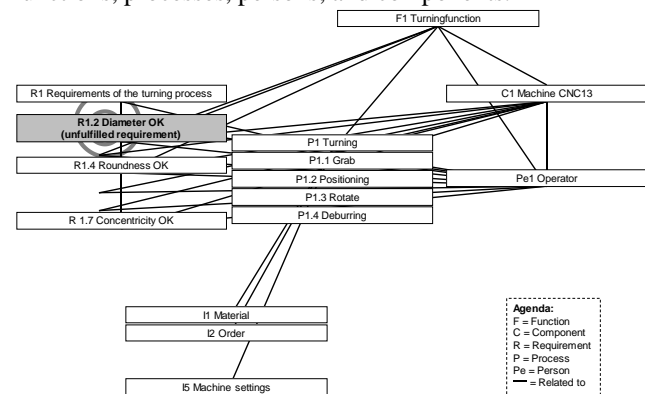 functions, processes, persons, and components.
F1 Turningfunction
R1 Requirements of the turning process
C1 Machine CNC13
R1.2 Diameter OK
(unfulfilled requirement)
P1 Turning
R1.4 Roundness OK
P1.1 Grab
P1.2 Positioning
Pe1 Operator
P1.3 Rotate
R 1.7 Concentricity OK
P1.4 Deburring
I1 Material
I2 Order
I5 Machine settings
Agenda:
F = Function
C = Component
R = Requirement
P = Process
Pe = Person
= Related to